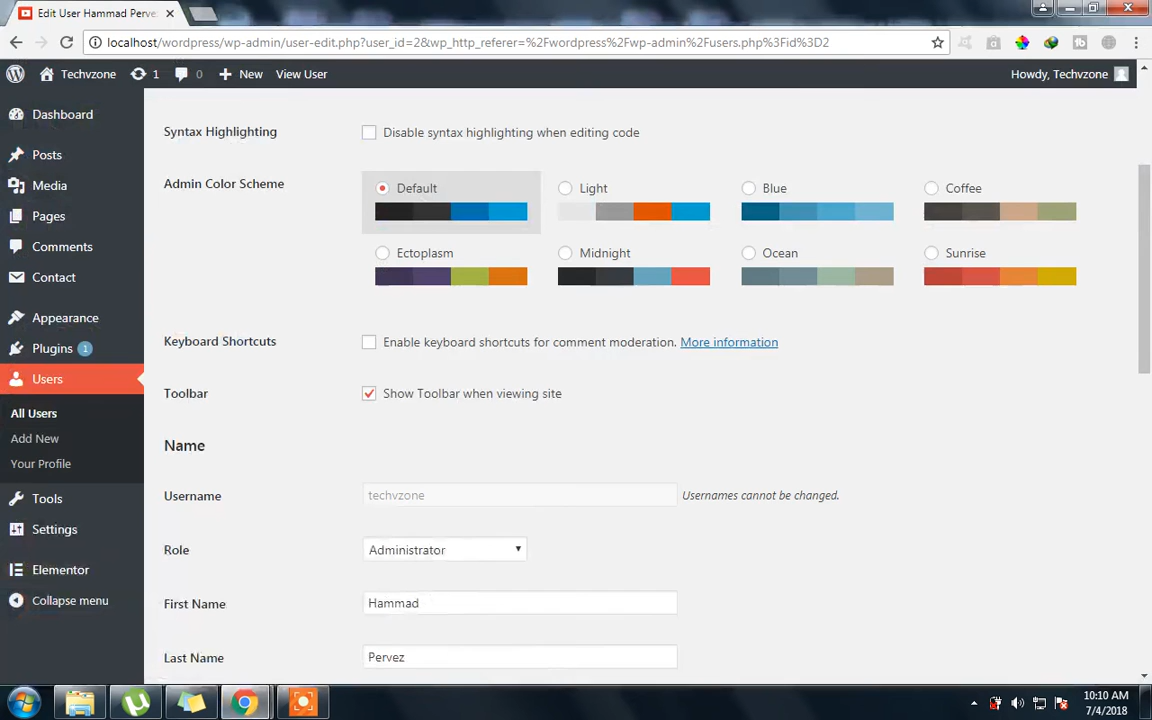 Edit User Hammad Perve
localhost/wordpress/wp-admin/user-edit.php?user_id=2&wp_http_referer=%2Fwordpress%2Fwp-admin%2Fusers.php%3Fid%3D2
Techvzone 1 0 New View User Howdy, Techvzone
Dashboard
Posts
Media
Pages
Comments
Contact
Appearance
Plugins 1
Users
All Users
Add New
Your Profile
Tools
Settings
Elementor
Collapse menu
Syntax Highlighting Disable syntax highlighting when editing code
Admin Color Scheme Default Light Blue Coffee
Ectoplasm Midnight Ocean Sunrise
Keyboard Shortcuts Enable keyboard shortcuts for comment moderation. More information
Toolbar Show Toolbar when viewing site
Name
Username techvzone Usernames cannot be changed.
Role Administrator
First Name Hammad
Last Name Pervez
10:10 AM
7/4/2018